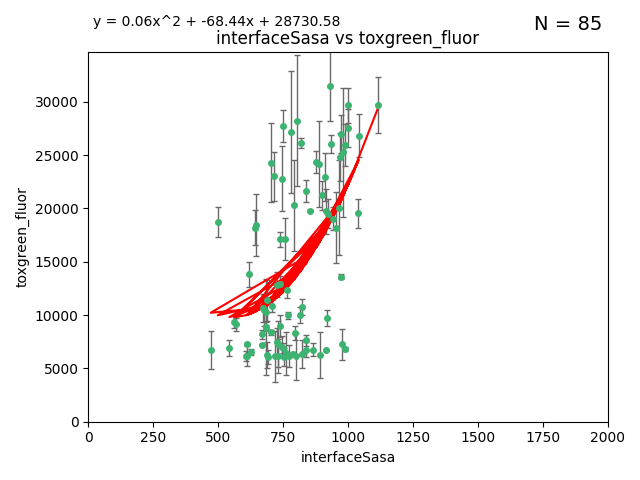 y = 0.06x^2 + -68.44x + 28730.58
N = 85
interfaceSasa vs toxgreen_fluor
toxgreen_fluor
30000
25000
20000
15000
10000
5000
0
0 250 500 750 1000 1250 1500 1750 2000
interfaceSasa